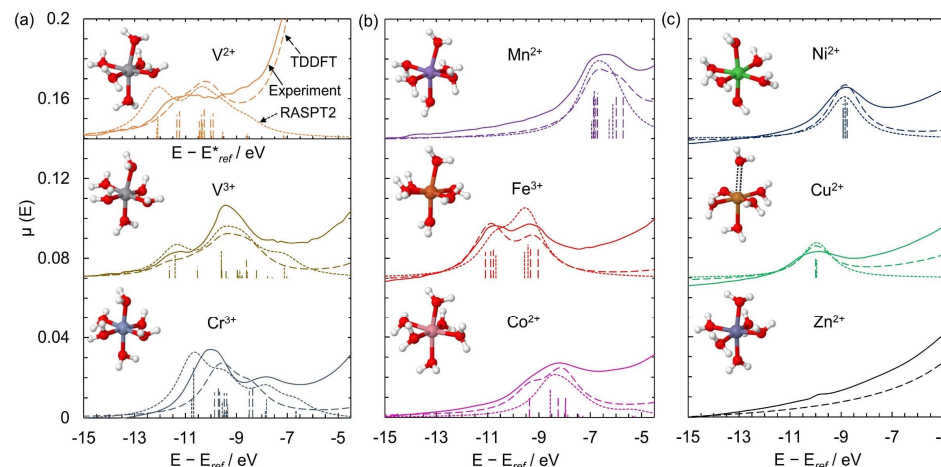 (a)
0.2
V²⁺
TDDFT
Experiment
RASPT2
0.16
E − E*ref / eV
0.12
V³⁺
μ (E)
0.08
Cr³⁺
0.04
0
-15 -13 -11 -9 -7 -5
E − Eref / eV
(b)
Mn²⁺
Fe³⁺
Co²⁺
-15 -13 -11 -9 -7 -5
E − Eref / eV
(c)
Ni²⁺
Cu²⁺
Zn²⁺
-15 -13 -11 -9 -7 -5
E − Eref / eV